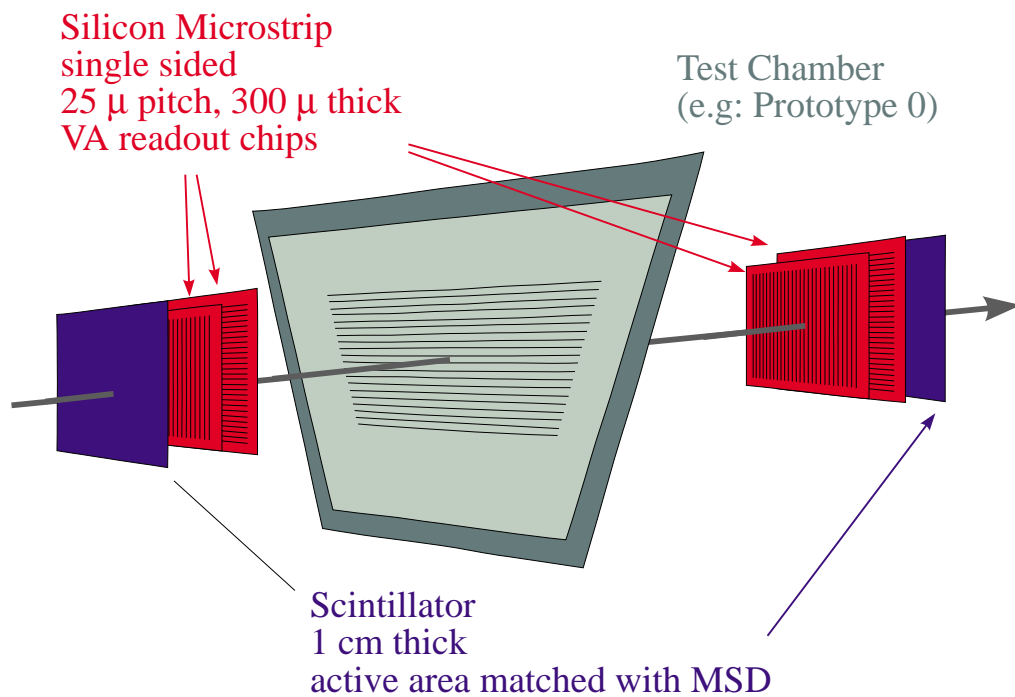 Silicon Microstrip
single sided
25 μ pitch, 300 μ thick
VA readout chips
Test Chamber
(e.g: Prototype 0)
Scintillator
1 cm thick
active area matched with MSD